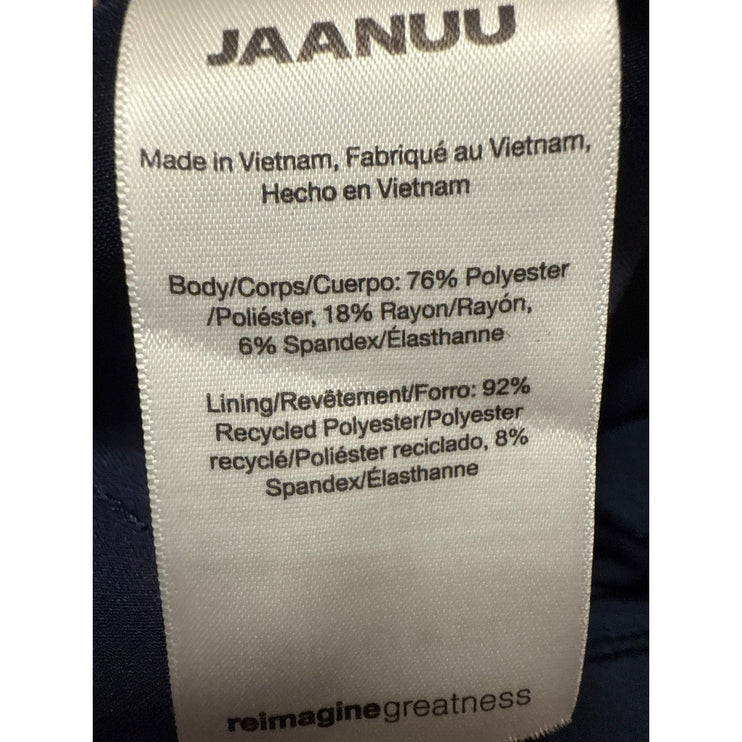 JAANUU
Made in Vietnam, Fabriqué au Vietnam,
Hecho en Vietnam
Body/Corps/Cuerpo: 76% Polyester
/Poliéster, 18% Rayon/Rayón,
6% Spandex/Élasthanne
Lining/Revêtement/Forro: 92%
Recycled Polyester/Polyester
recyclé/Poliéster reciclado, 8%
Spandex/Élasthanne
reimaginegreatness